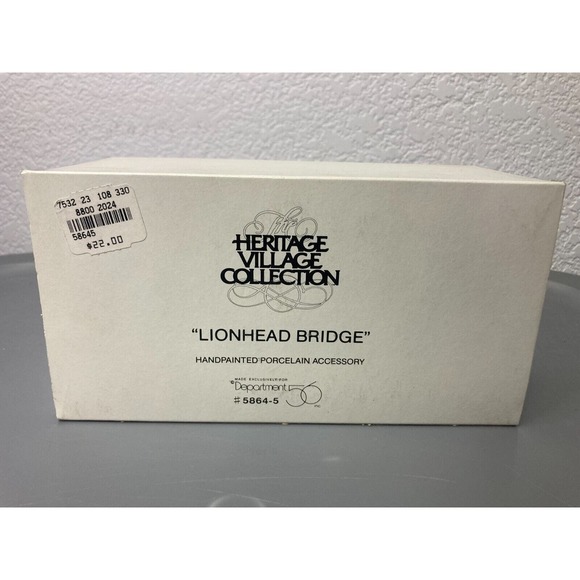 7532 23 108 330
8800 2024
58645
$22.00
The
HERITAGE
VILLAGE
COLLECTION
"LIONHEAD BRIDGE"
HANDPAINTED PORCELAIN ACCESSORY
MADE EXCLUSIVELY FOR
© Department 56 INC.
# 5864-5